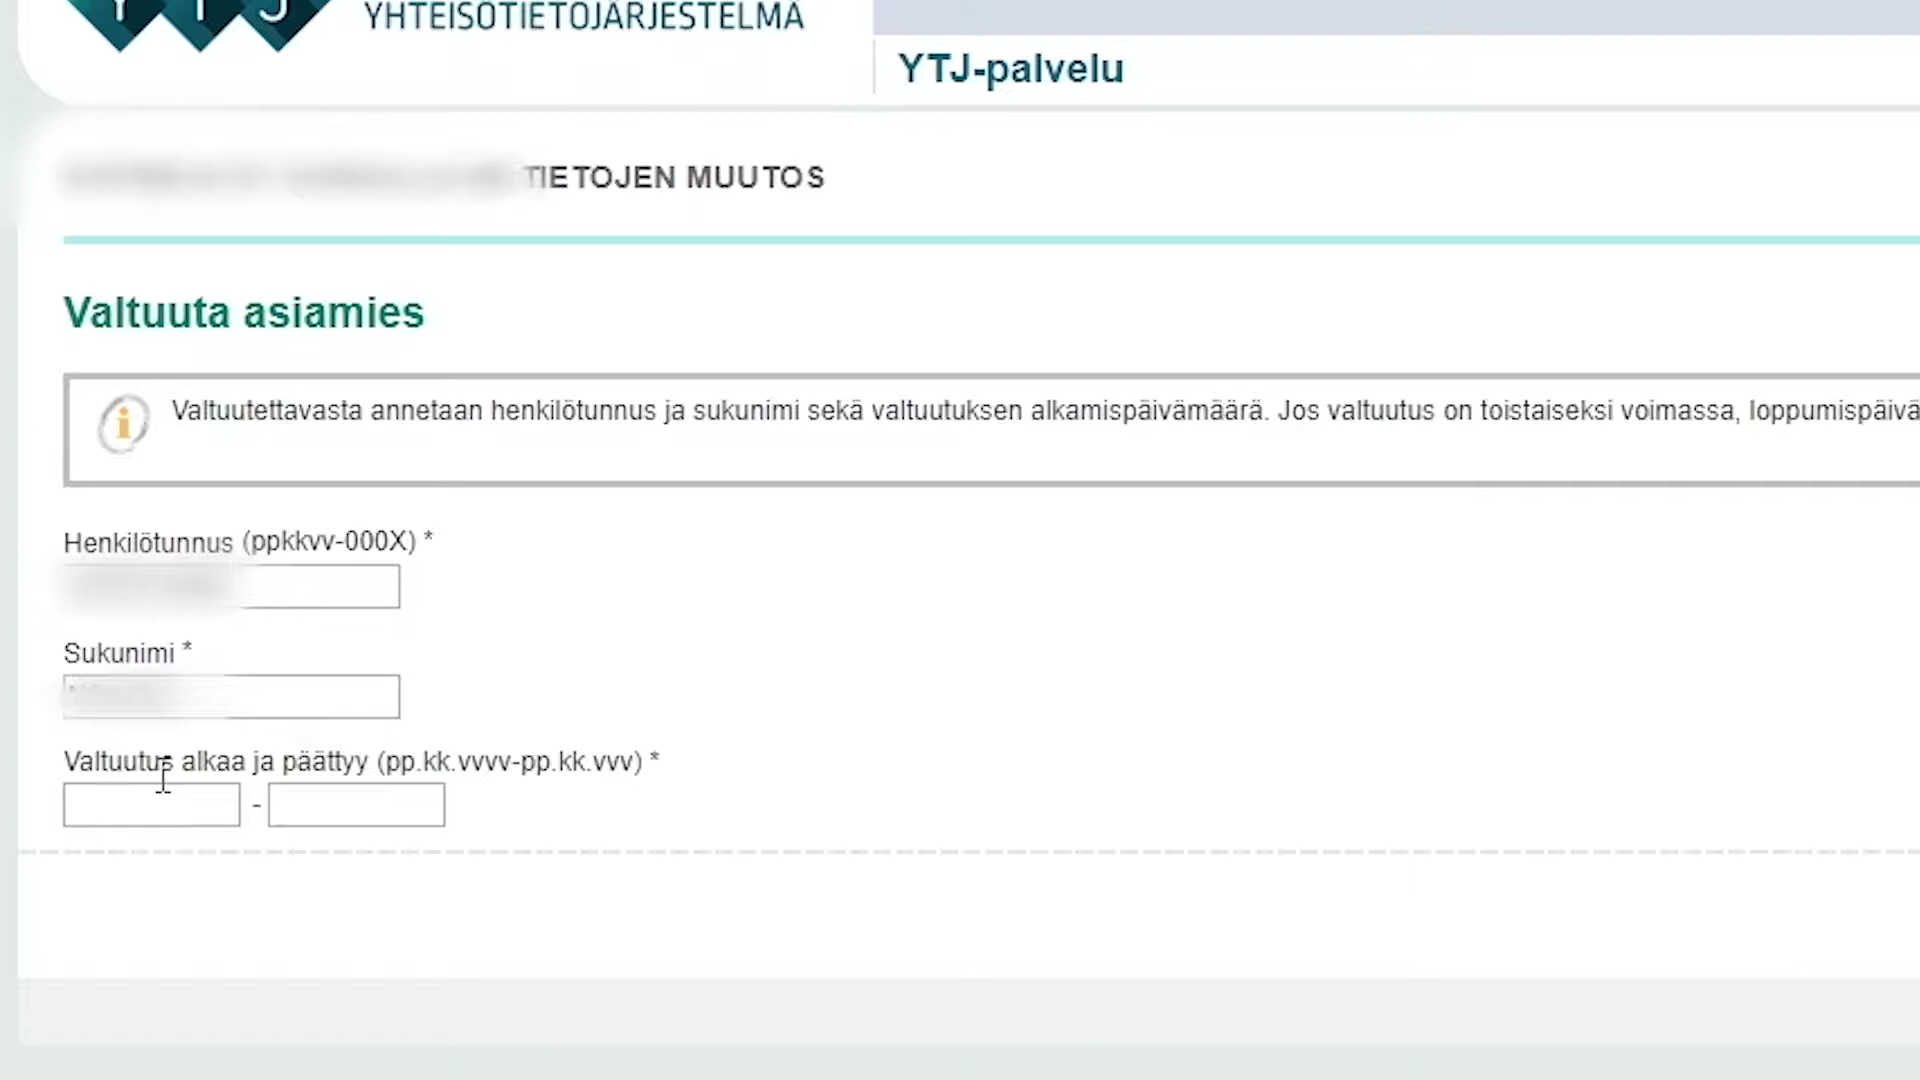 YTJ
YHTEISÖTIETOJÄRJESTELMÄ
YTJ-palvelu
TIETOJEN MUUTOS
Valtuuta asiamies
Valtuutettavasta annetaan henkilötunnus ja sukunimi sekä valtuutuksen alkamispäivämäärä. Jos valtuutus on toistaiseksi voimassa, loppumispäivä
Henkilötunnus (ppkkvv-000X) *
Sukunimi *
Valtuutus alkaa ja päättyy (pp.kk.vvvv-pp.kk.vvv) *
-